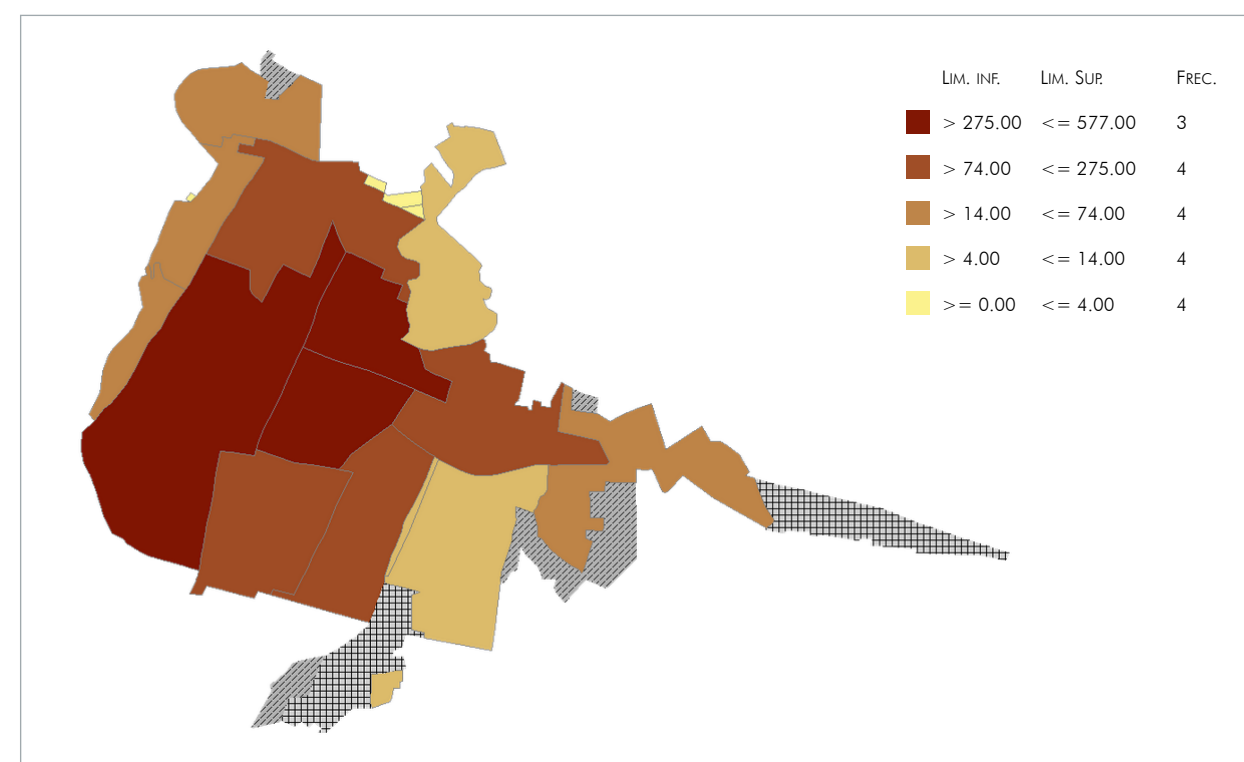 Lim. inf. Lim. Sup. Frec.
> 275.00 <= 577.00 3
> 74.00 <= 275.00 4
> 14.00 <= 74.00 4
> 4.00 <= 14.00 4
>= 0.00 <= 4.00 4